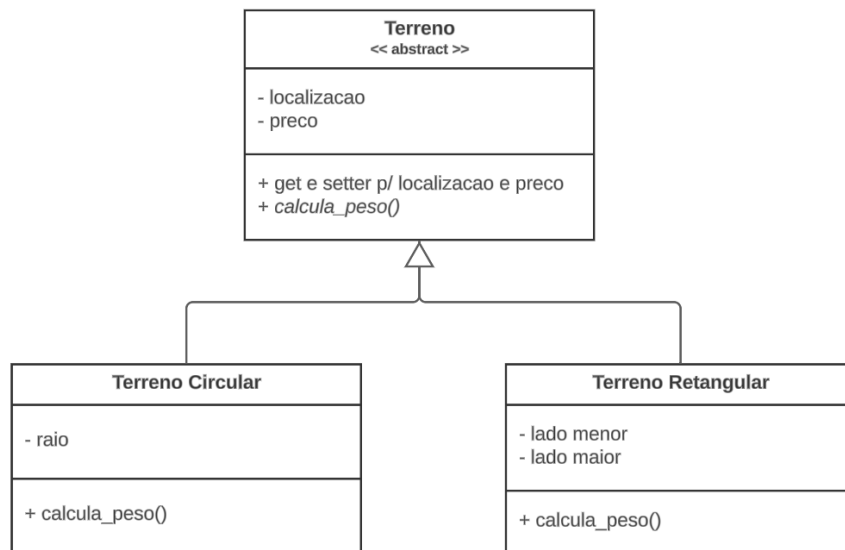 Terreno
<< abstract >>
- localizacao
- preco
+ get e setter p/ localizacao e preco
+ calcula_peso()
Terreno Circular
- raio
+ calcula_peso()
Terreno Retangular
- lado menor
- lado maior
+ calcula_peso()